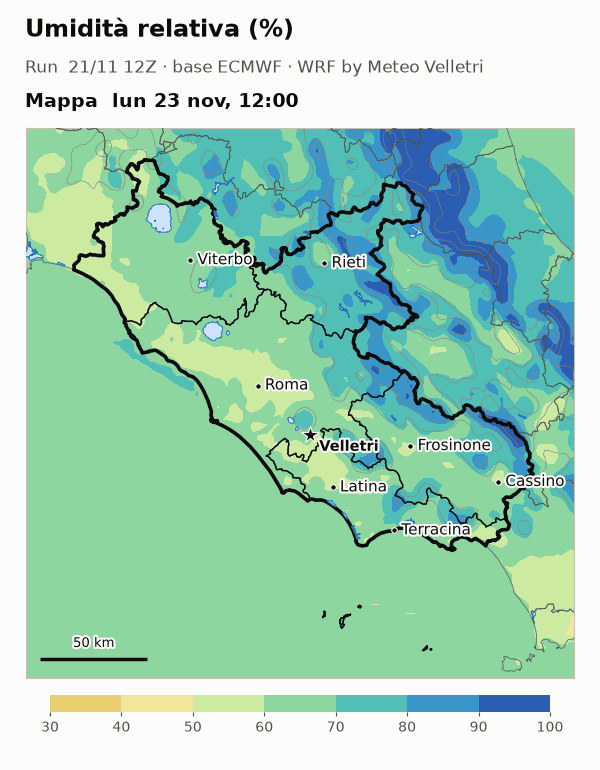 Umidità relativa (%)
Run  21/11 12Z · base ECMWF · WRF by Meteo Velletri
Mappa  lun 23 nov, 12:00
Viterbo
Rieti
Roma
Velletri
Frosinone
Latina
Cassino
Terracina
50 km
30 40 50 60 70 80 90 100